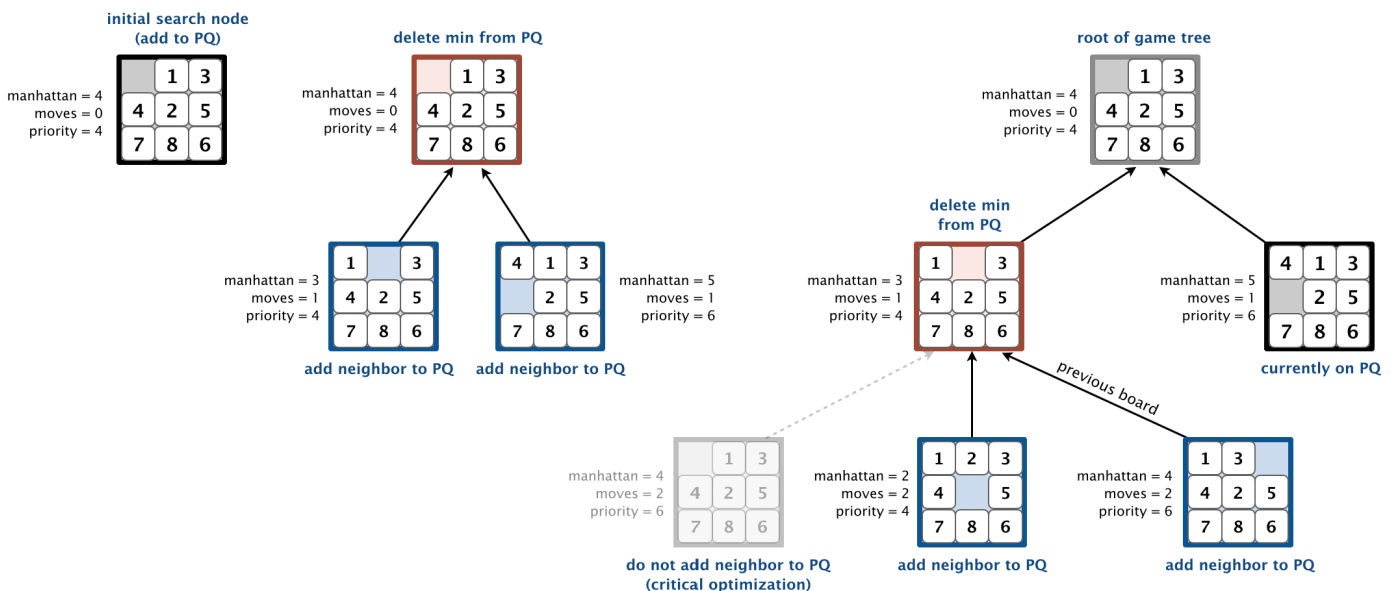 initial search node
(add to PQ)
manhattan = 4
moves = 0
priority = 4
1 3
4 2 5
7 8 6
delete min from PQ
manhattan = 4
moves = 0
priority = 4
1 3
4 2 5
7 8 6
manhattan = 3
moves = 1
priority = 4
1 3
4 2 5
7 8 6
add neighbor to PQ
4 1 3
2 5
7 8 6
manhattan = 5
moves = 1
priority = 6
add neighbor to PQ
root of game tree
manhattan = 4
moves = 0
priority = 4
1 3
4 2 5
7 8 6
delete min
from PQ
manhattan = 3
moves = 1
priority = 4
1 3
4 2 5
7 8 6
manhattan = 5
moves = 1
priority = 6
4 1 3
2 5
7 8 6
currently on PQ
previous board
manhattan = 4
moves = 2
priority = 6
1 3
4 2 5
7 8 6
do not add neighbor to PQ
(critical optimization)
manhattan = 2
moves = 2
priority = 4
1 2 3
4 5
7 8 6
add neighbor to PQ
manhattan = 4
moves = 2
priority = 6
1 3
4 2 5
7 8 6
add neighbor to PQ